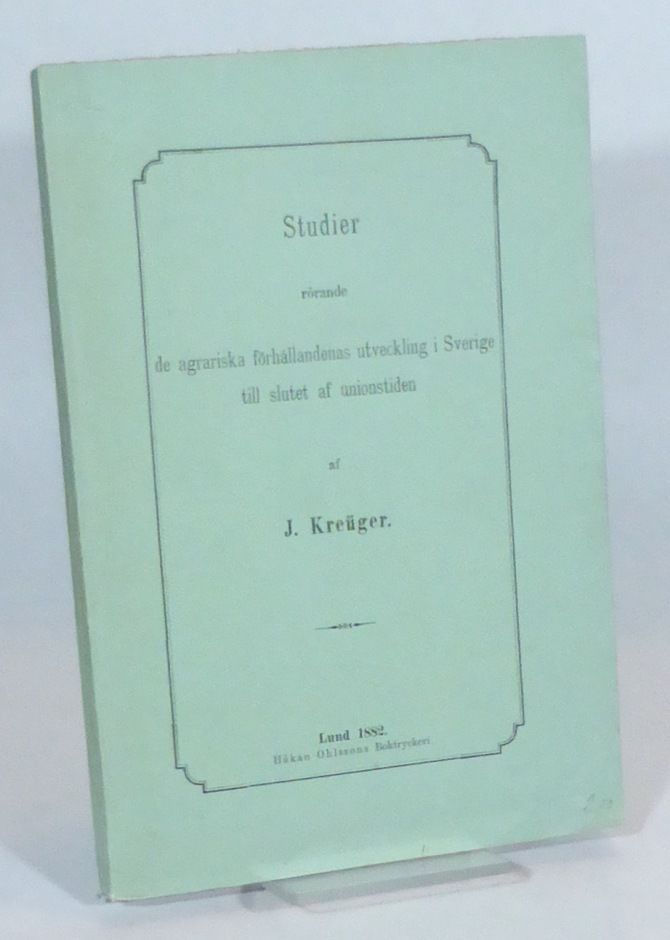 Studier
rörande
de agrariska förhållandenas utveckling i Sverige
till slutet af unionstiden
af
J. Kreüger.
Lund 1882.
Håkan Ohlssons Boktryckeri.